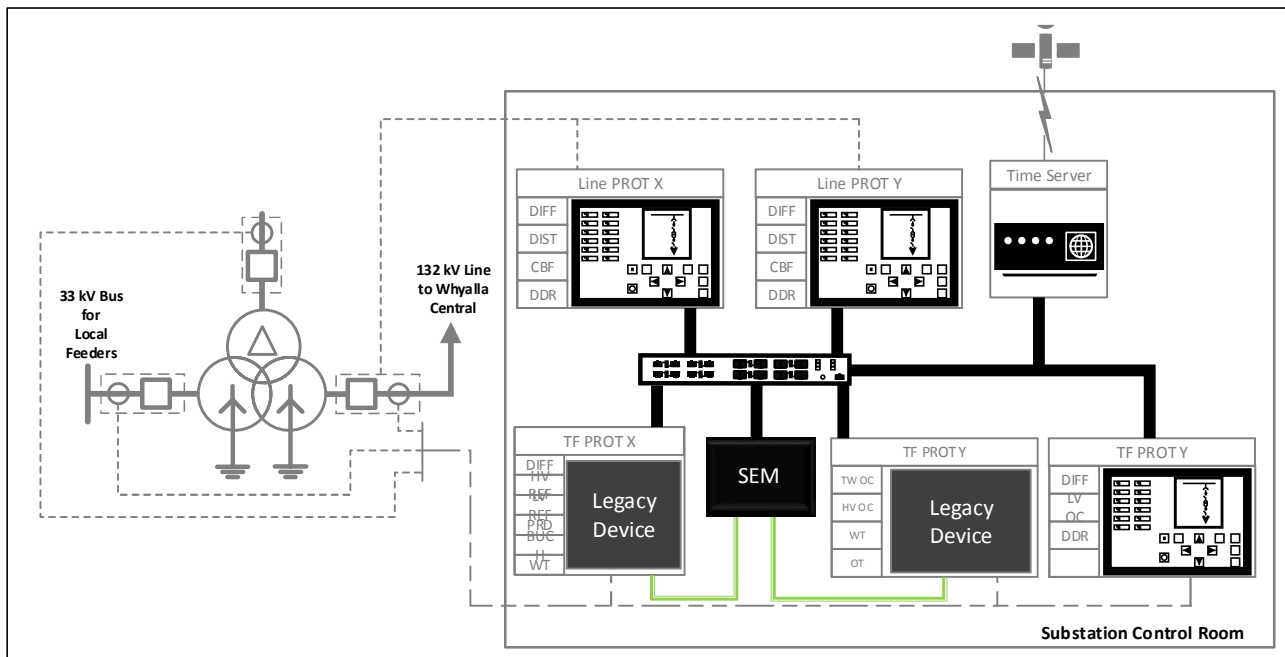 Line PROT X
DIFF
DIST
CBF
DDR
Line PROT Y
DIFF
DIST
CBF
DDR
Time Server
132 kV Line
to Whyalla
Central
33 kV Bus
for
Local
Feeders
TF PROT X
DIFF
HV
REF
LV
REF
PRD
BUC
H
WT
Legacy
Device
SEM
TF PROT Y
TW OC
HV OC
WT
OT
Legacy
Device
TF PROT Y
DIFF
LV
OC
DDR
Substation Control Room